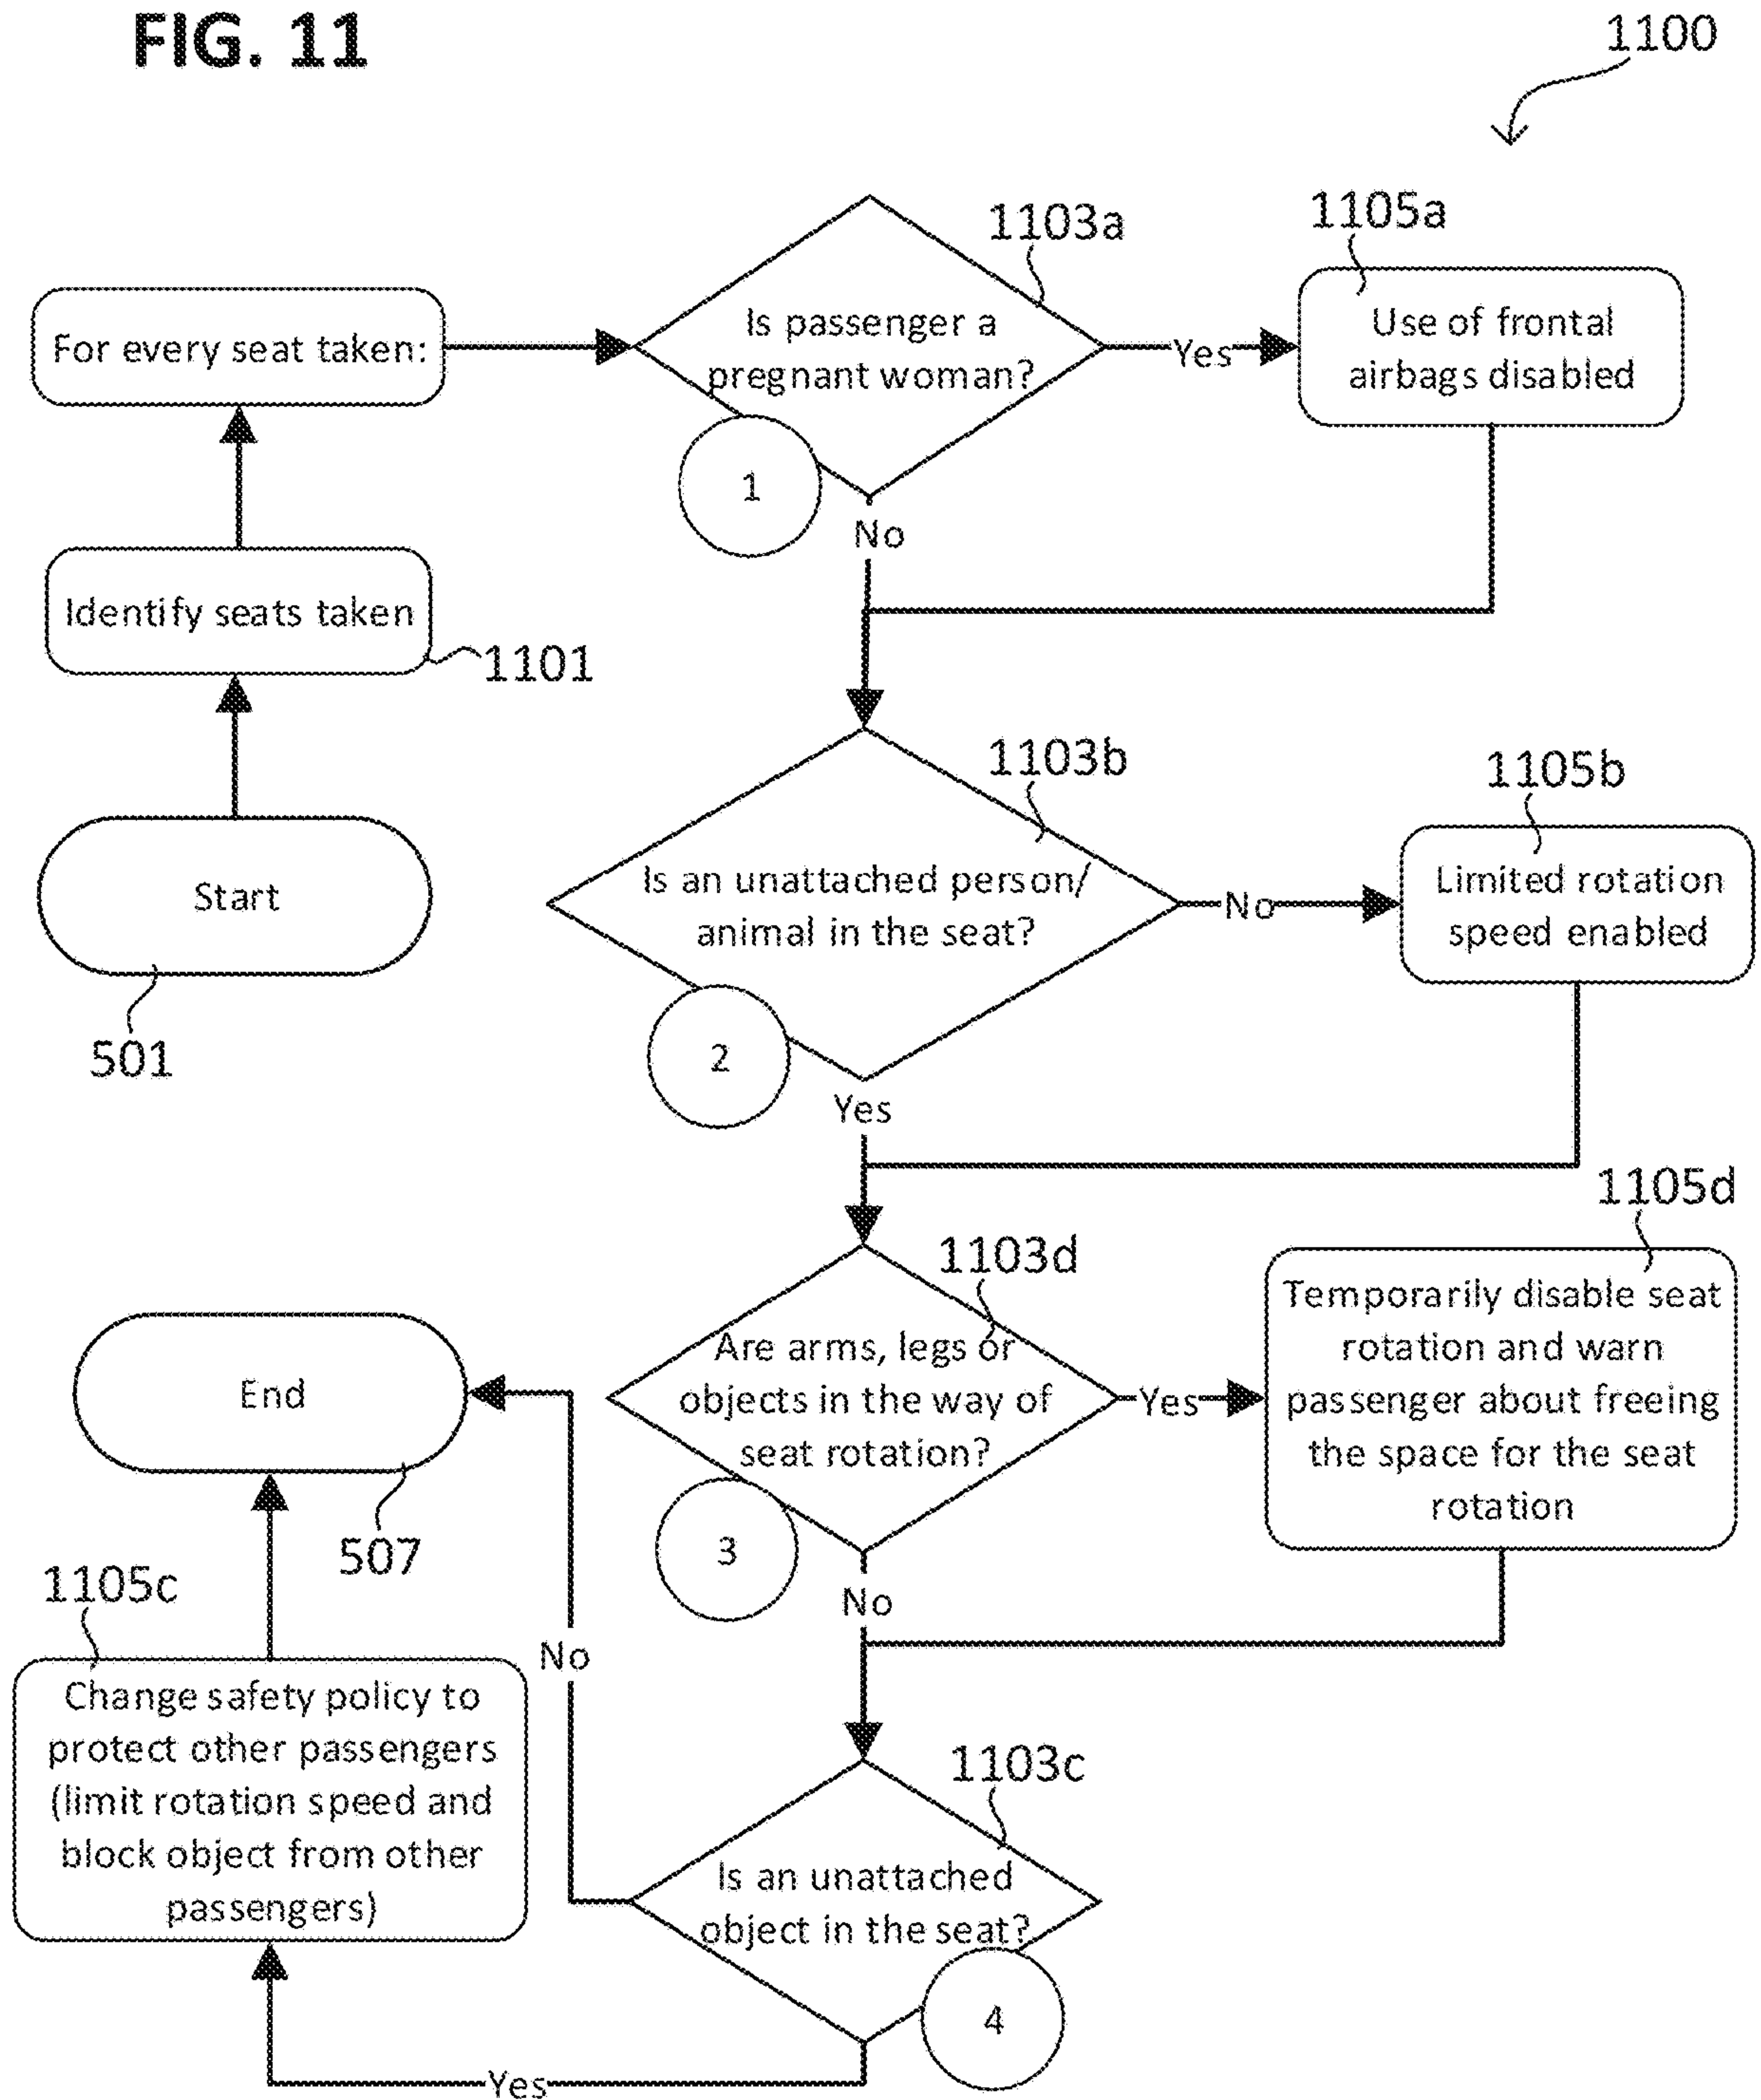 FIG. 11
1100
1103a
1105a
For every seat taken:
Is passenger a
pregnant woman?
Yes
Use of frontal
airbags disabled
1
No
Identify seats taken
1101
1103b
1105b
Start
501
Is an unattached person/
animal in the seat?
No
Limited rotation
speed enabled
2
Yes
1103d
1105d
Are arms, legs or
objects in the way of
seat rotation?
Yes
Temporarily disable seat
rotation and warn
passenger about freeing
the space for the seat
rotation
3
No
End
507
1105c
Change safety policy to
protect other passengers
(limit rotation speed and
block object from other
passengers)
No
1103c
Is an unattached
object in the seat?
4
Yes